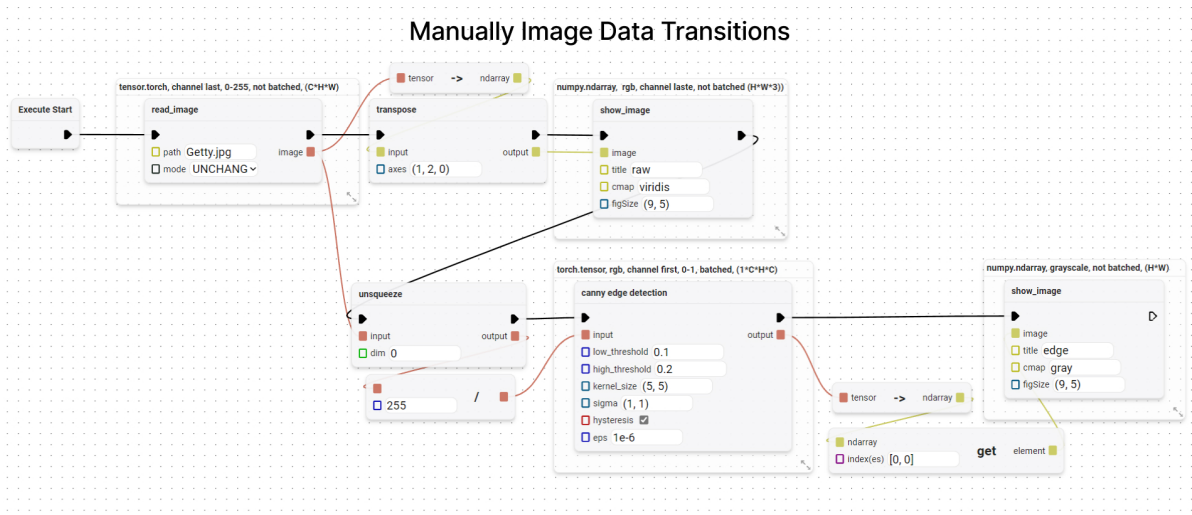 Manually Image Data Transitions
tensor -> ndarray
tensor.torch, channel last, 0-255, not batched, (C*H*W)
numpy.ndarray, rgb, channel laste, not batched (H*W*3))
Execute Start
read_image
path Getty.jpg
image
mode UNCHANG
transpose
input
output
axes (1, 2, 0)
show_image
image
title raw
cmap viridis
figSize (9, 5)
torch.tensor, rgb, channel first, 0-1, batched, (1*C*H*C)
numpy.ndarray, grayscale, not batched, (H*W)
unsqueeze
input
output
dim 0
255
/
canny edge detection
input
output
low_threshold 0.1
high_threshold 0.2
kernel_size (5, 5)
sigma (1, 1)
hysteresis
eps 1e-6
show_image
image
title edge
cmap gray
figSize (9, 5)
tensor -> ndarray
ndarray
get
element
index(es) [0, 0]